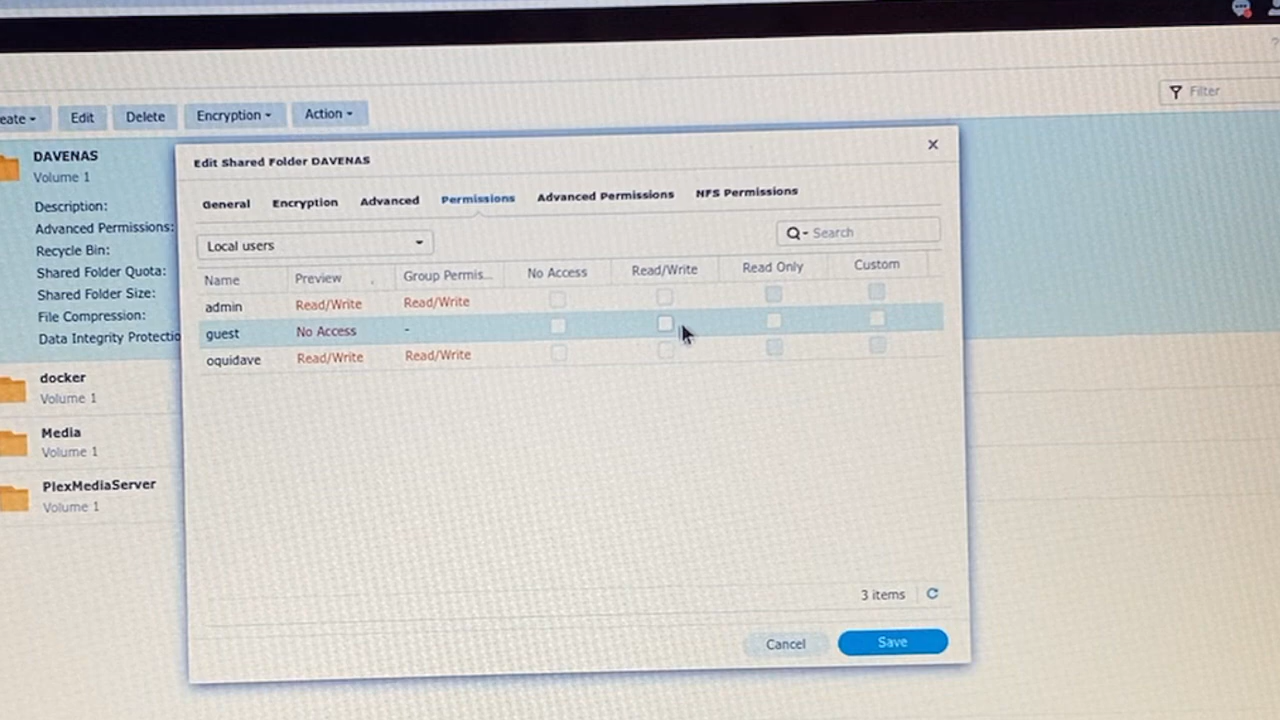 eate
Edit
Delete
Encryption
Action
Filter
DAVENAS
Volume 1
Description:
Advanced Permissions:
Recycle Bin:
Shared Folder Quota:
Shared Folder Size:
File Compression:
Data Integrity Protectio
docker
Volume 1
Media
Volume 1
PlexMediaServer
Volume 1
Edit Shared Folder DAVENAS
General Encryption Advanced Permissions Advanced Permissions NFS Permissions
Local users
Search
Name Preview Group Permis... No Access Read/Write Read Only Custom
admin Read/Write Read/Write
guest No Access -
oquidave Read/Write Read/Write
3 items
Cancel
Save